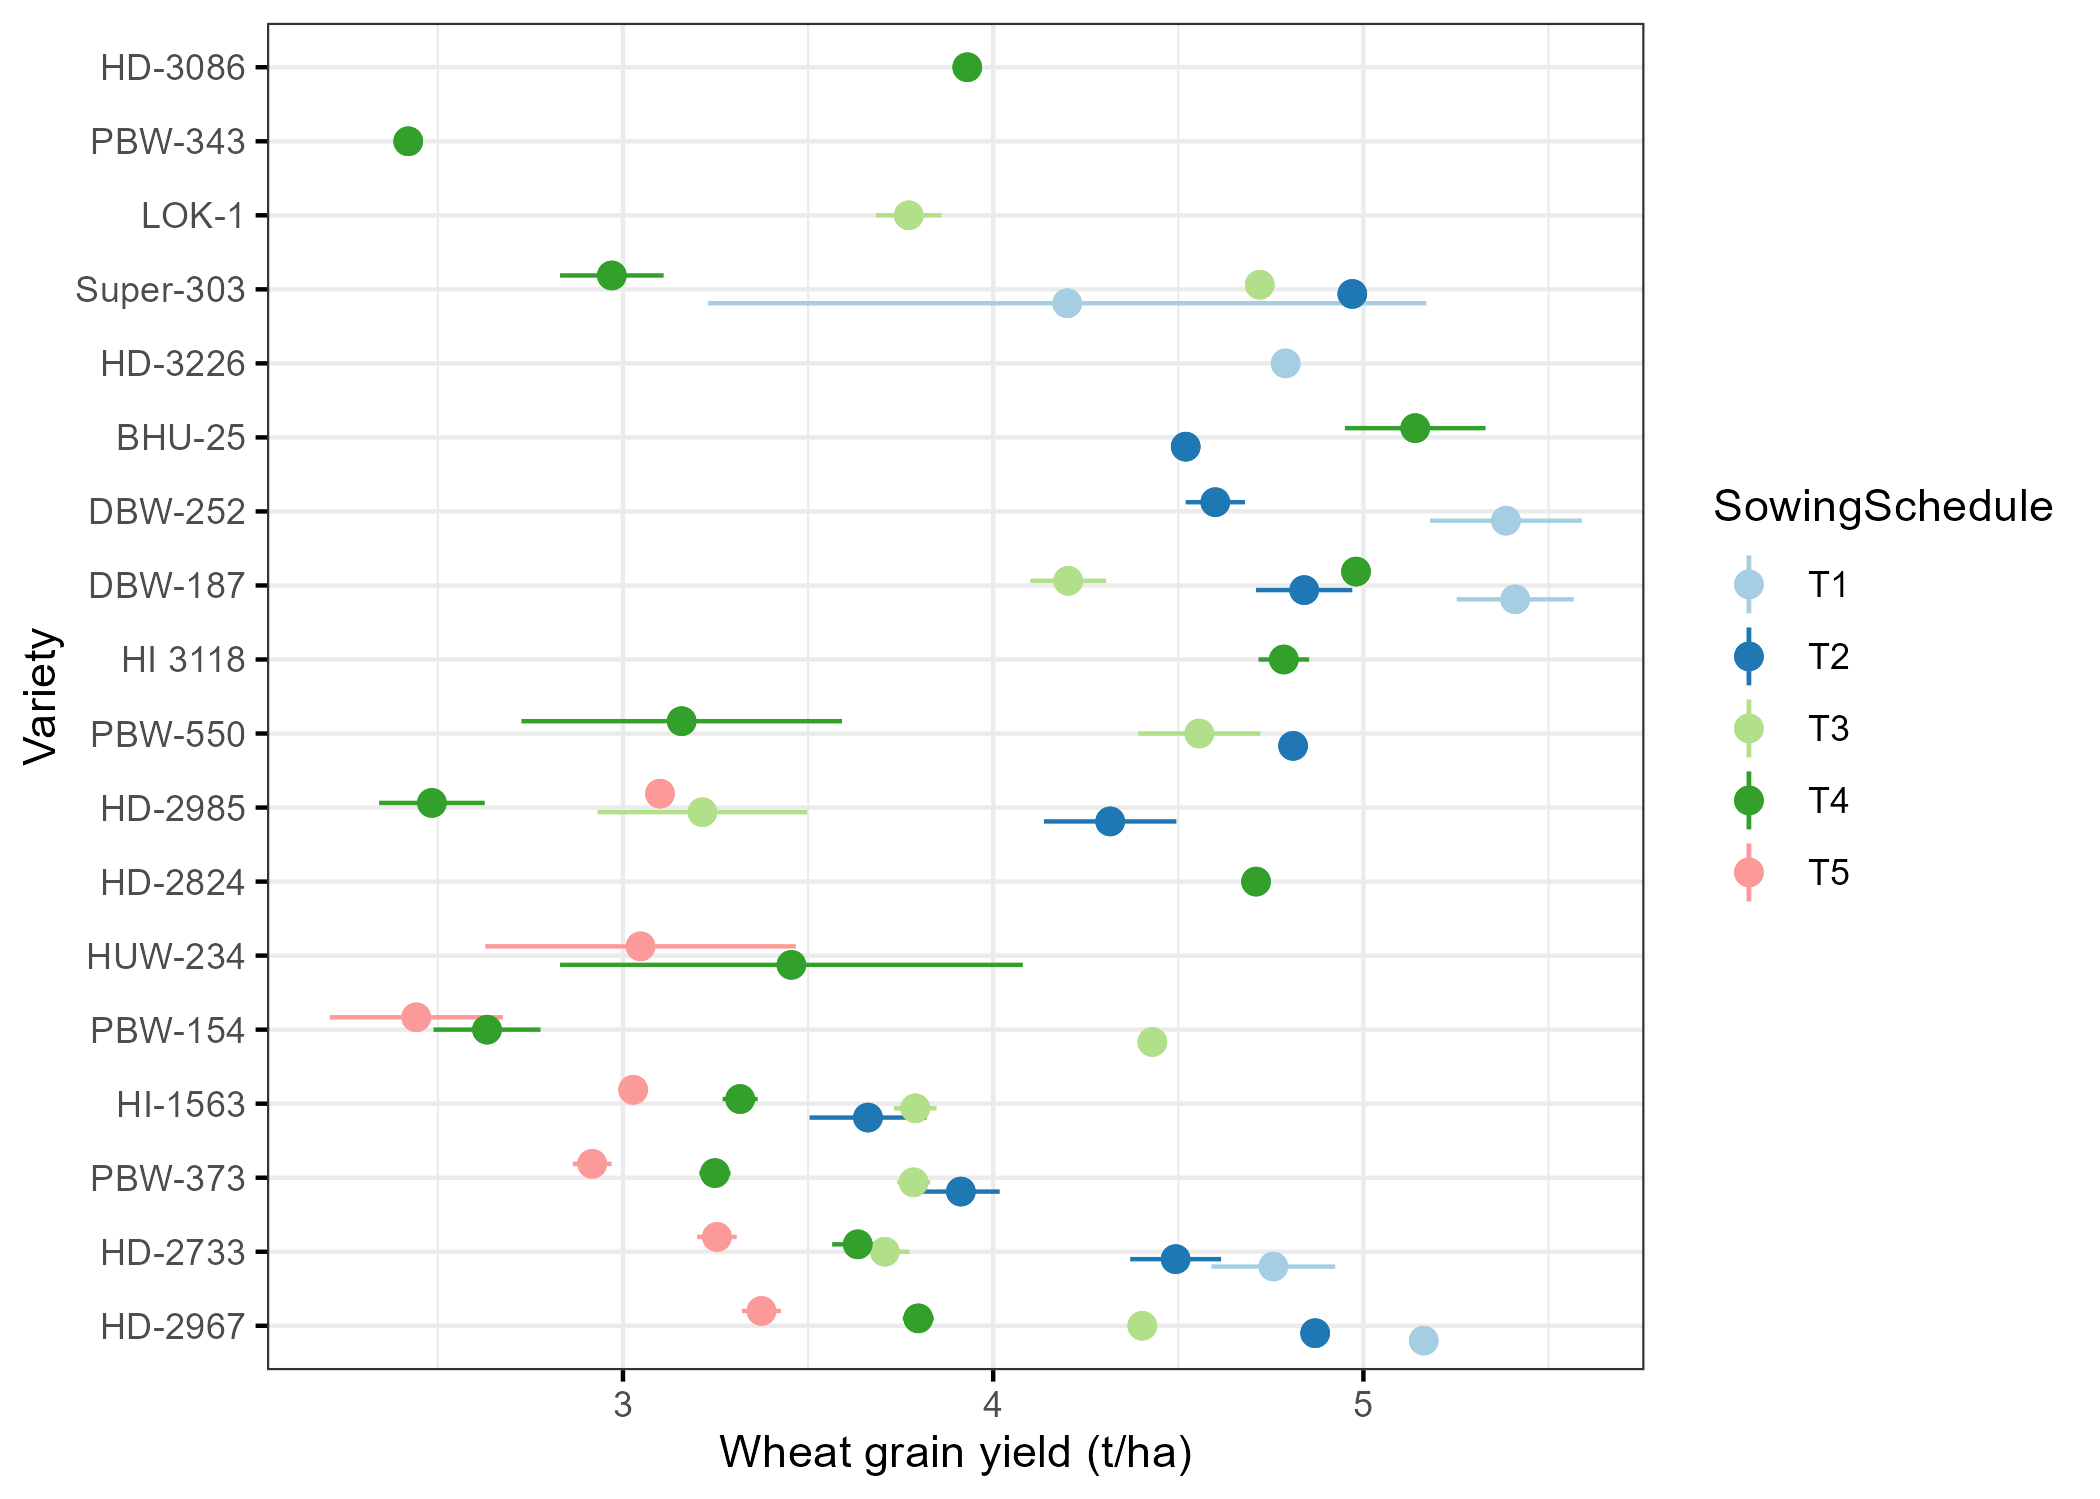 HD-3086
PBW-343
LOK-1
Super-303
HD-3226
BHU-25
DBW-252
DBW-187
HI 3118
PBW-550
HD-2985
HD-2824
HUW-234
PBW-154
HI-1563
PBW-373
HD-2733
HD-2967
Variety
3 4 5
Wheat grain yield (t/ha)
SowingSchedule
T1
T2
T3
T4
T5